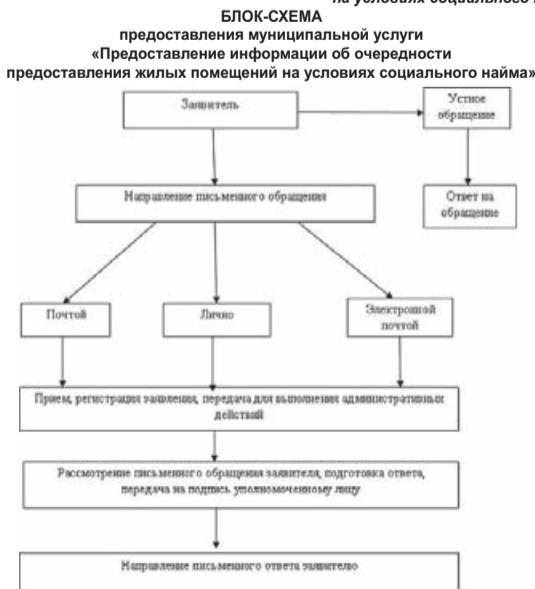 на условиях социального
БЛОК-СХЕМА
предоставления муниципальной услуги
«Предоставление информации об очередности
предоставления жилых помещений на условиях социального найма»
Заявитель
Устное
обращение
Направление письменного обращения
Ответ на
обращение
Почтой
Лично
Электронной
почтой
Прием, регистрация заявления, передача для выполнения административных
действий
Рассмотрение письменного обращения заявителя, подготовка ответа,
передача на подпись уполномоченному лицу
Направление письменного ответа заявителю